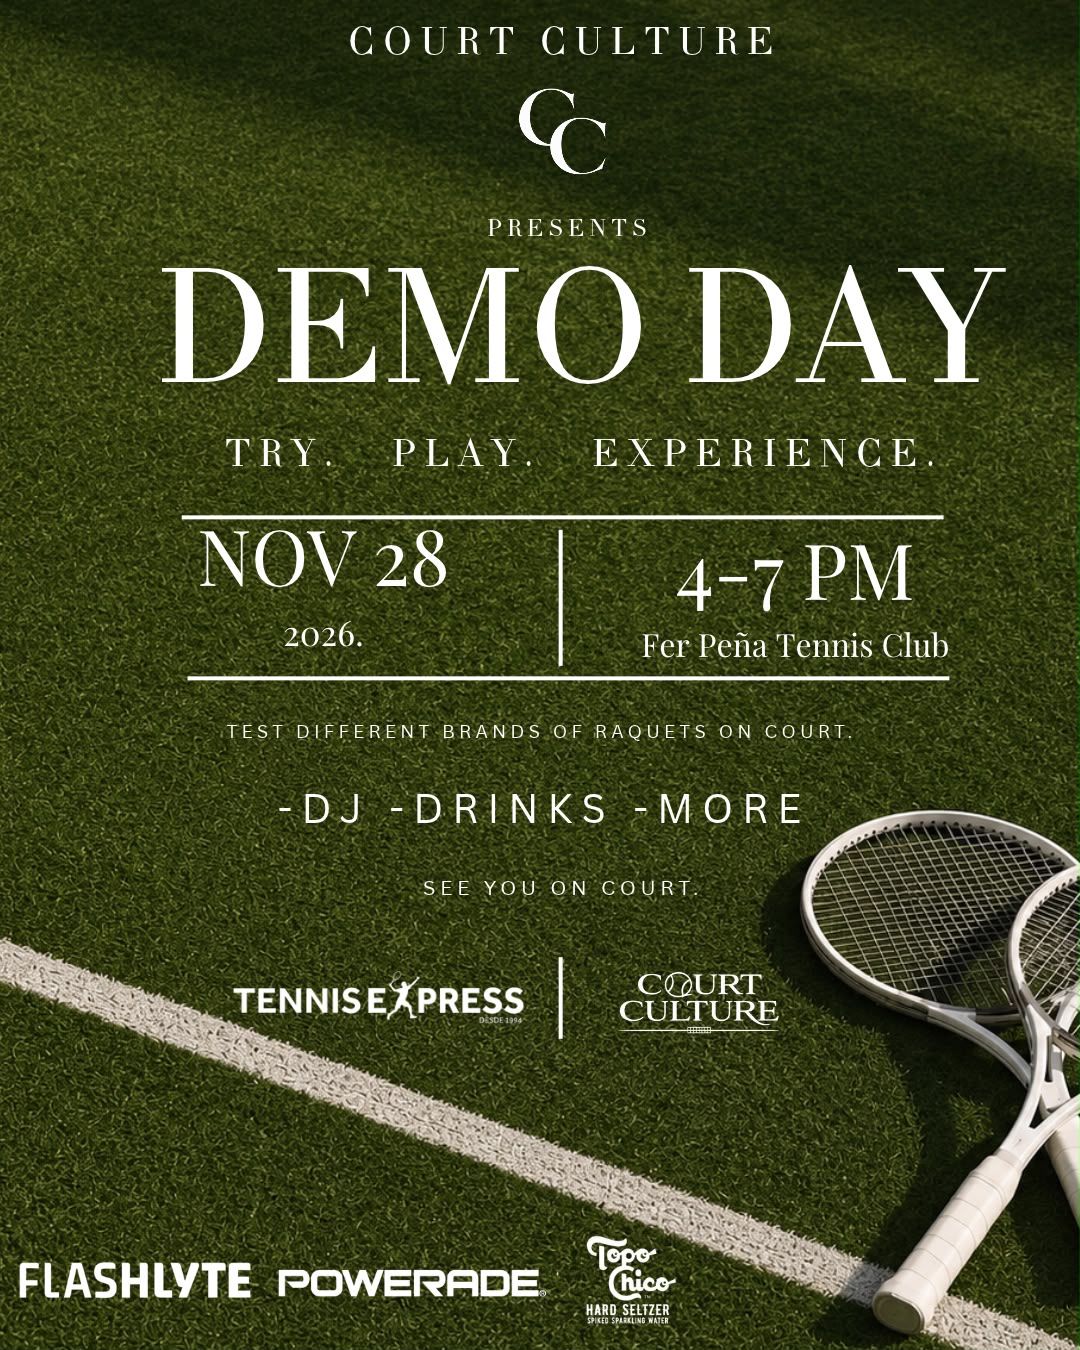 COURT CULTURE
CC
PRESENTS
DEMO DAY
TRY. PLAY. EXPERIENCE.
NOV 28
2026.
4-7 PM
Fer Peña Tennis Club
TEST DIFFERENT BRANDS OF RAQUETS ON COURT.
-DJ -DRINKS -MORE
SEE YOU ON COURT.
TENNIS EXPRESS
DESDE 1994
COURT
CULTURE
FLASHLYTE
POWERADE®
Topo
Chico
HARD SELTZER
SPIKED SPARKLING WATER